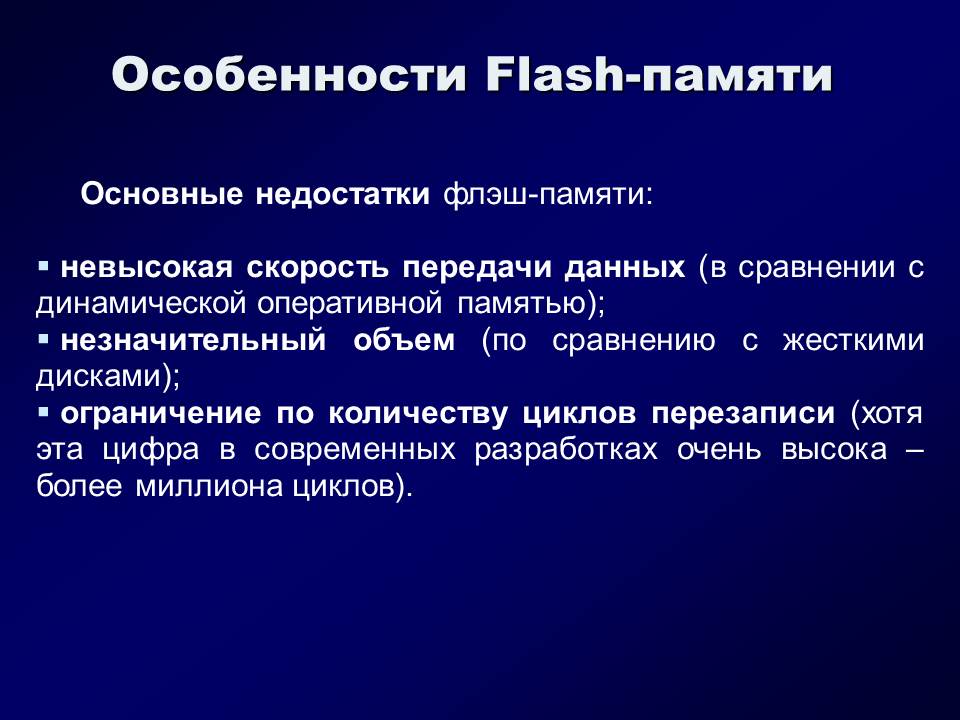 Особенности Flash-памяти
Основные недостатки флэш-памяти:
▪ невысокая скорость передачи данных (в сравнении с
динамической оперативной памятью);
▪ незначительный объем (по сравнению с жесткими
дисками);
▪ ограничение по количеству циклов перезаписи (хотя
эта цифра в современных разработках очень высока –
более миллиона циклов).